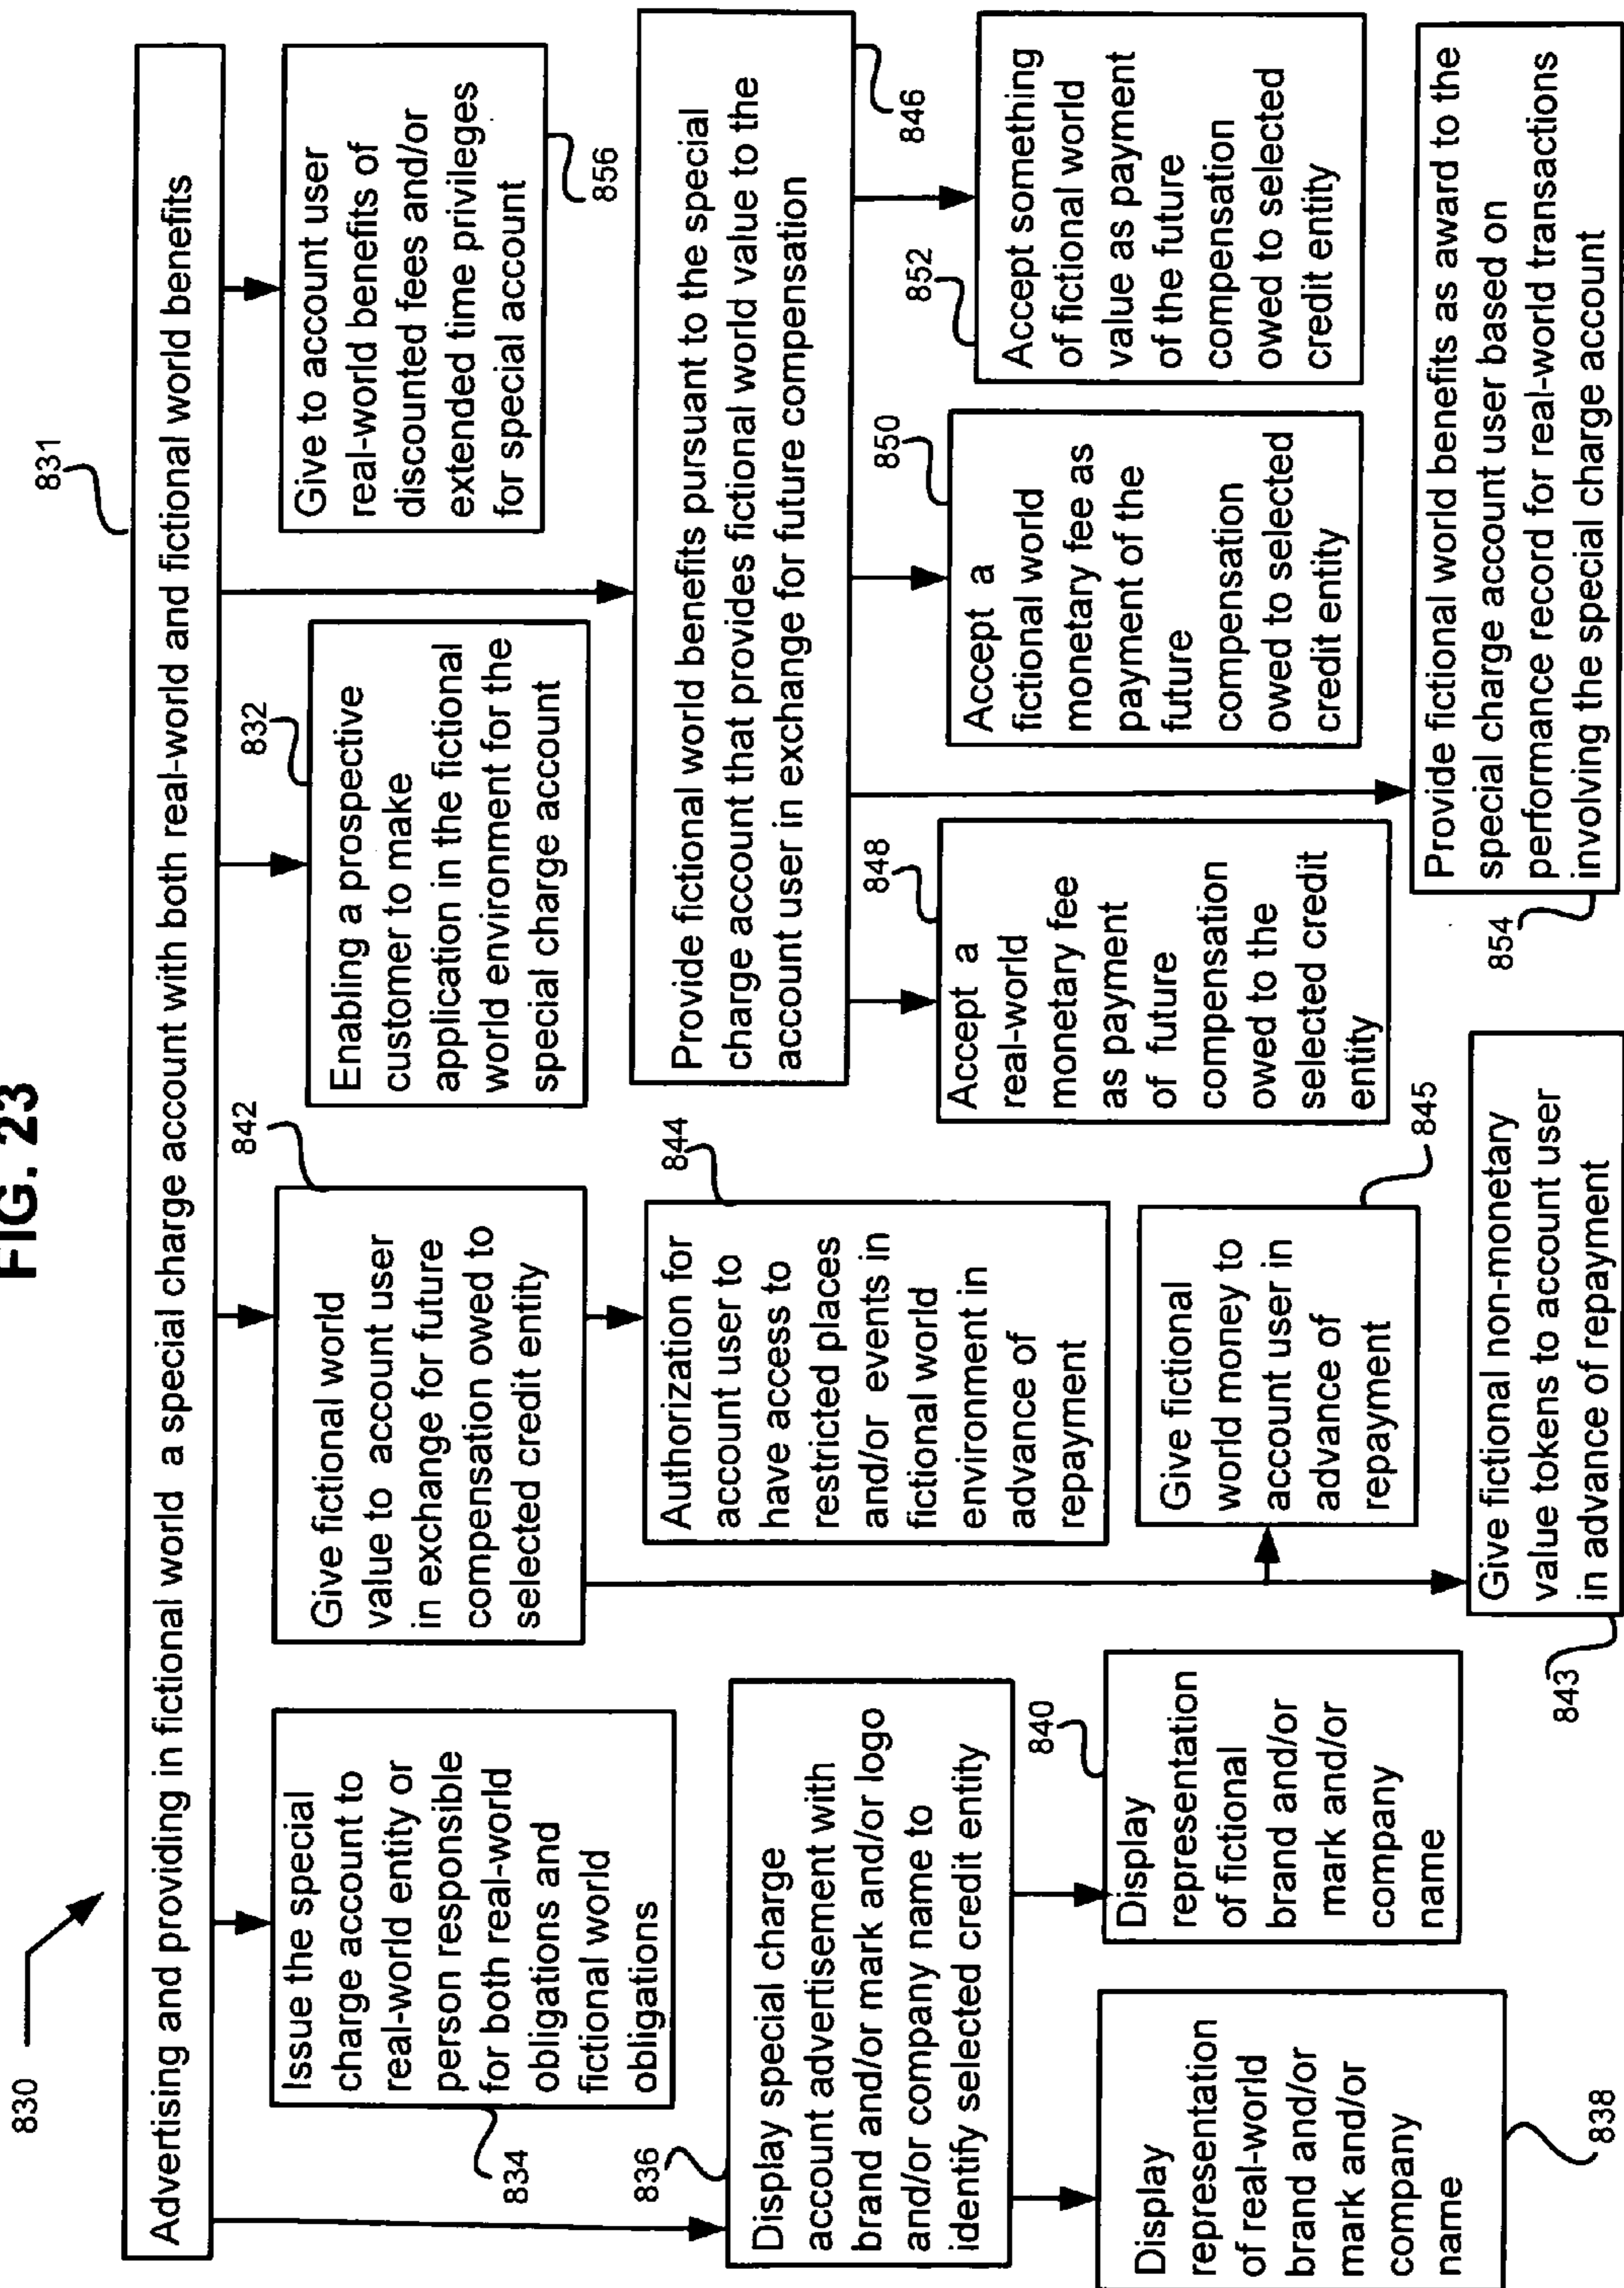 FIG. 23
830
831
Advertising and providing in fictional world a special charge account with both real-world and fictional world benefits
834
Issue the special
charge account to
real-world entity or
person responsible
for both real-world
obligations and
fictional world
obligations
842
Give fictional world
value to account user
in exchange for future
compensation owed to
selected credit entity
832
Enabling a prospective
customer to make
application in the fictional
world environment for the
special charge account
856
Give to account user
real-world benefits of
discounted fees and/or
extended time privileges
for special account
836
Display special charge
account advertisement with
brand and/or mark and/or logo
and/or company name to
identify selected credit entity
844
Authorization for
account user to
have access to
restricted places
and/or events in
fictional world
environment in
advance of
repayment
846
Provide fictional world benefits pursuant to the special
charge account that provides fictional world value to the
account user in exchange for future compensation
838
Display
representation
of real-world
brand and/or
mark and/or
company
name
840
Display
representation
of fictional
brand and/or
mark and/or
company
name
845
Give fictional
world money to
account user in
advance of
repayment
848
Accept a
real-world
monetary fee
as payment
of future
compensation
owed to the
selected credit
entity
850
Accept a
fictional world
monetary fee as
payment of the
future
compensation
owed to selected
credit entity
852
Accept something
of fictional world
value as payment
of the future
compensation
owed to selected
credit entity
843
Give fictional non-monetary
value tokens to account user
in advance of repayment
854
Provide fictional world benefits as award to the
special charge account user based on
performance record for real-world transactions
involving the special charge account